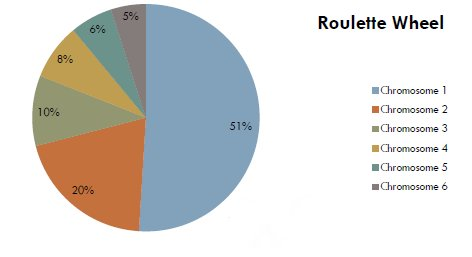 Roulette Wheel
5%
6%
8%
10%
51%
20%
Chromosome 1
Chromosome 2
Chromosome 3
Chromosome 4
Chromosome 5
Chromosome 6